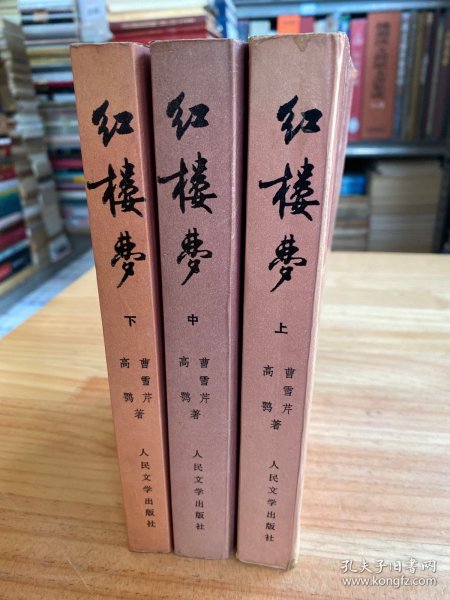 红楼梦
下
曹雪芹
高鹗 著
人民文学出版社
红楼梦
中
曹雪芹
高鹗 著
人民文学出版社
红楼梦
上
曹雪芹
高鹗 著
人民文学出版社
孔夫子旧书网
www.kongfz.com